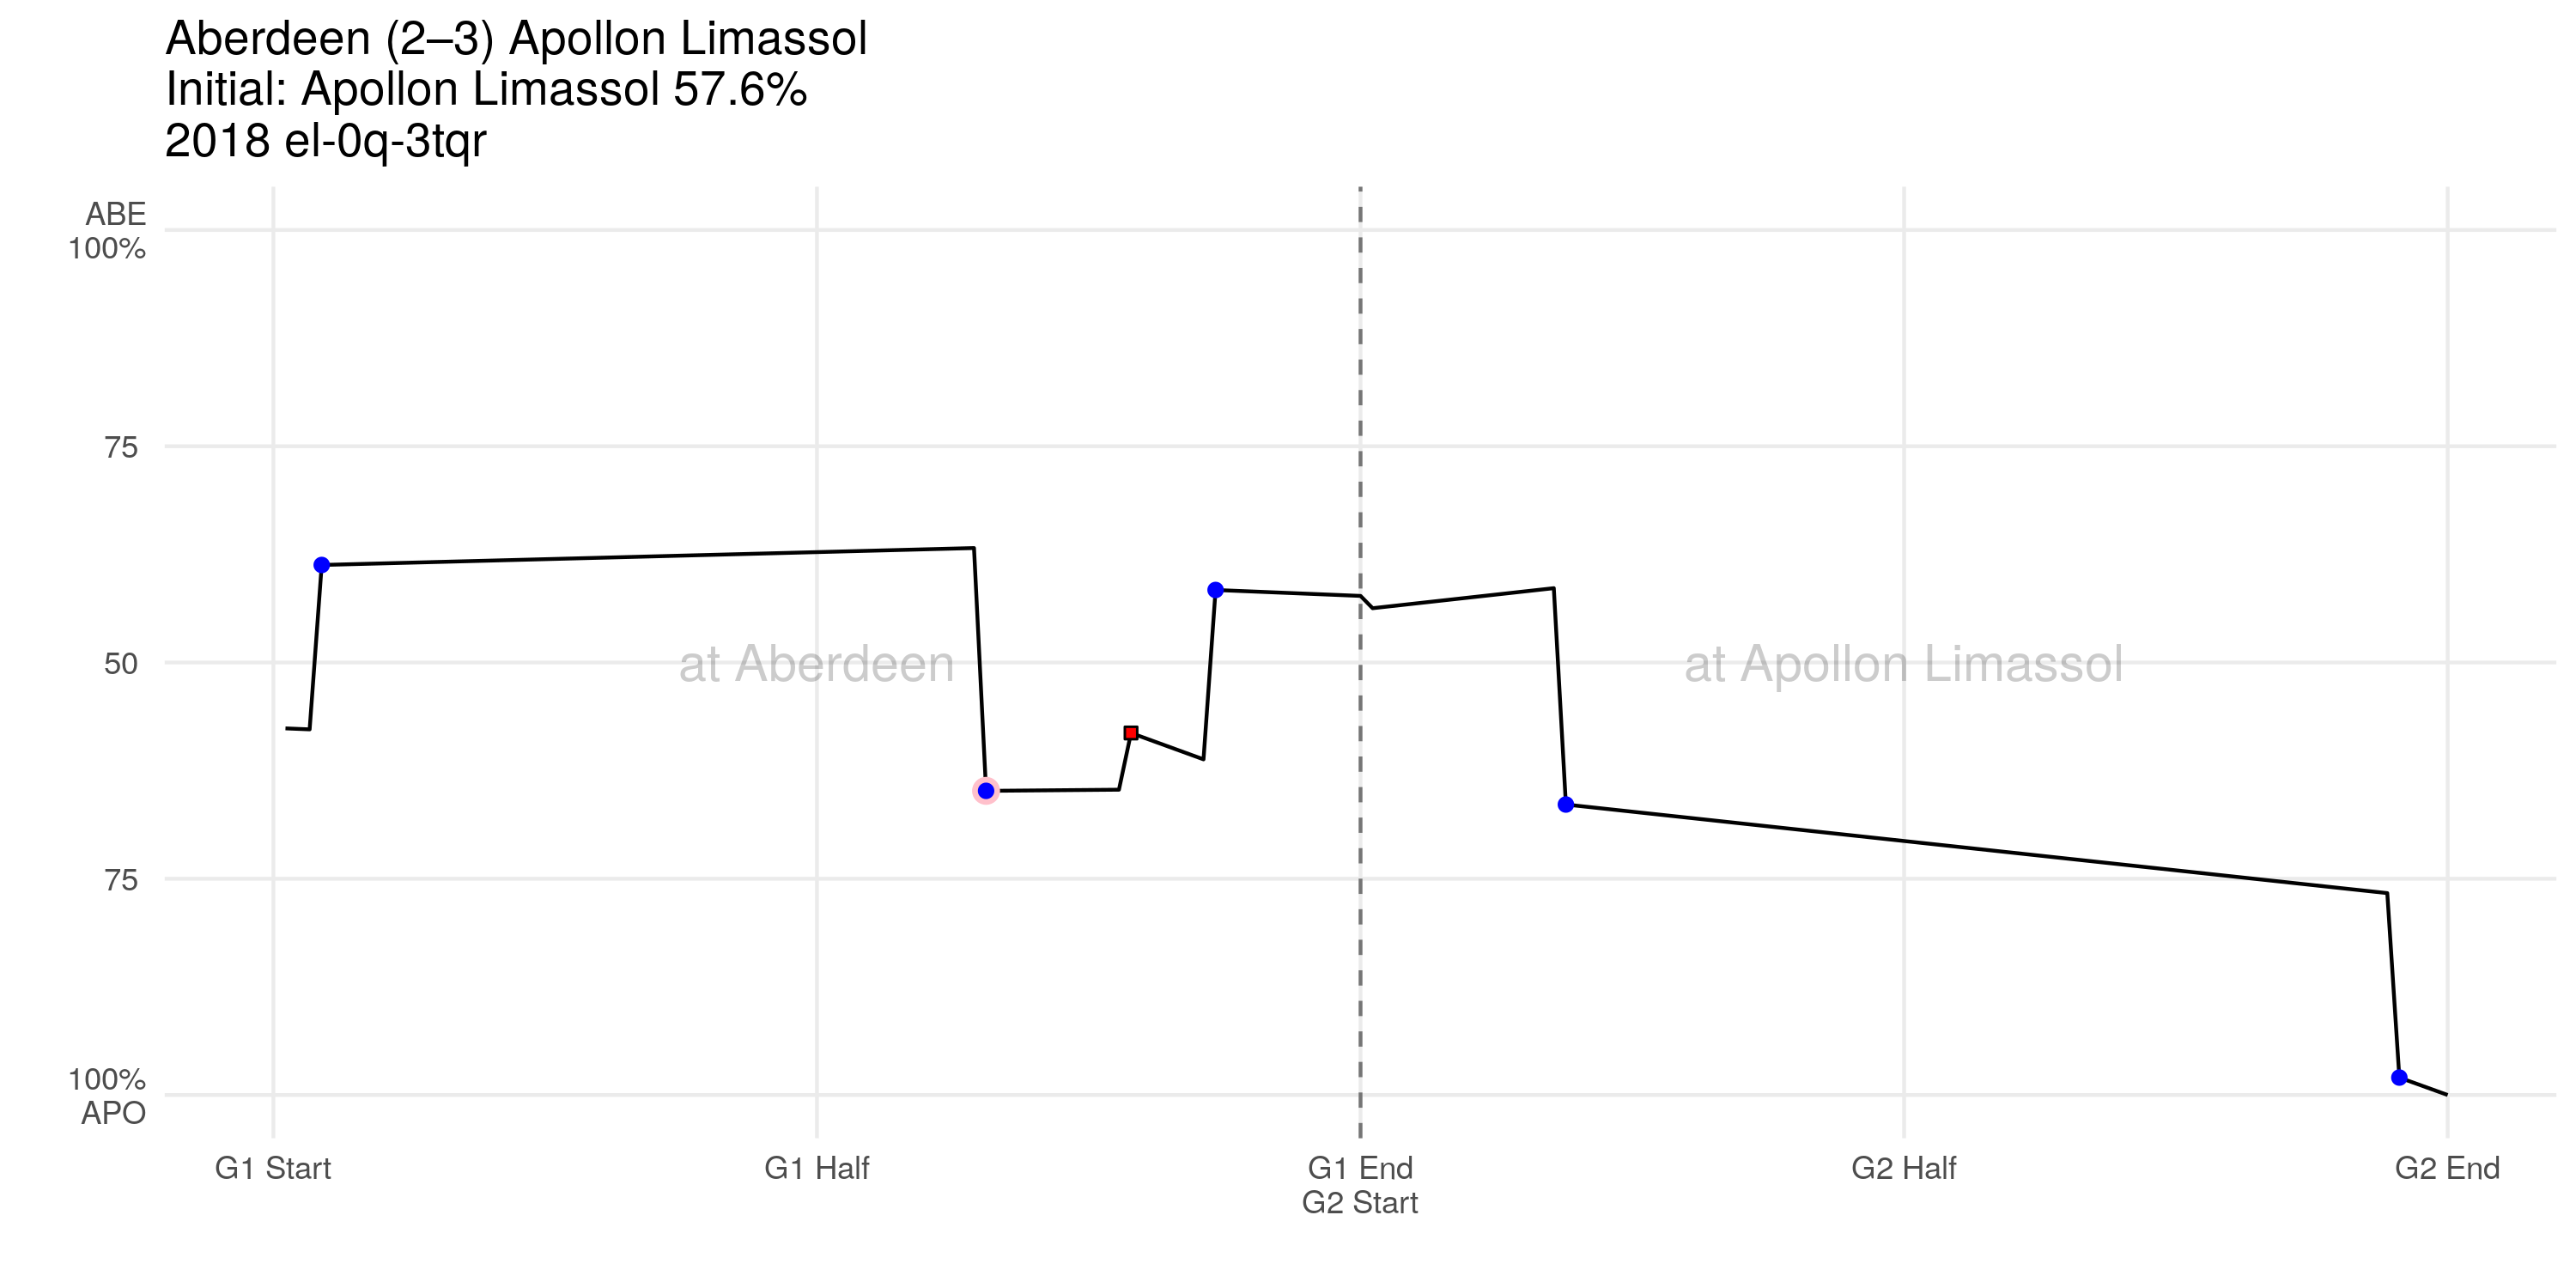 Aberdeen (2–3) Apollon Limassol
Initial: Apollon Limassol 57.6%
2018 el-0q-3tqr
ABE
100%
75
50
75
100%
APO
at Aberdeen
at Apollon Limassol
G1 Start
G1 Half
G1 End
G2 Start
G2 Half
G2 End